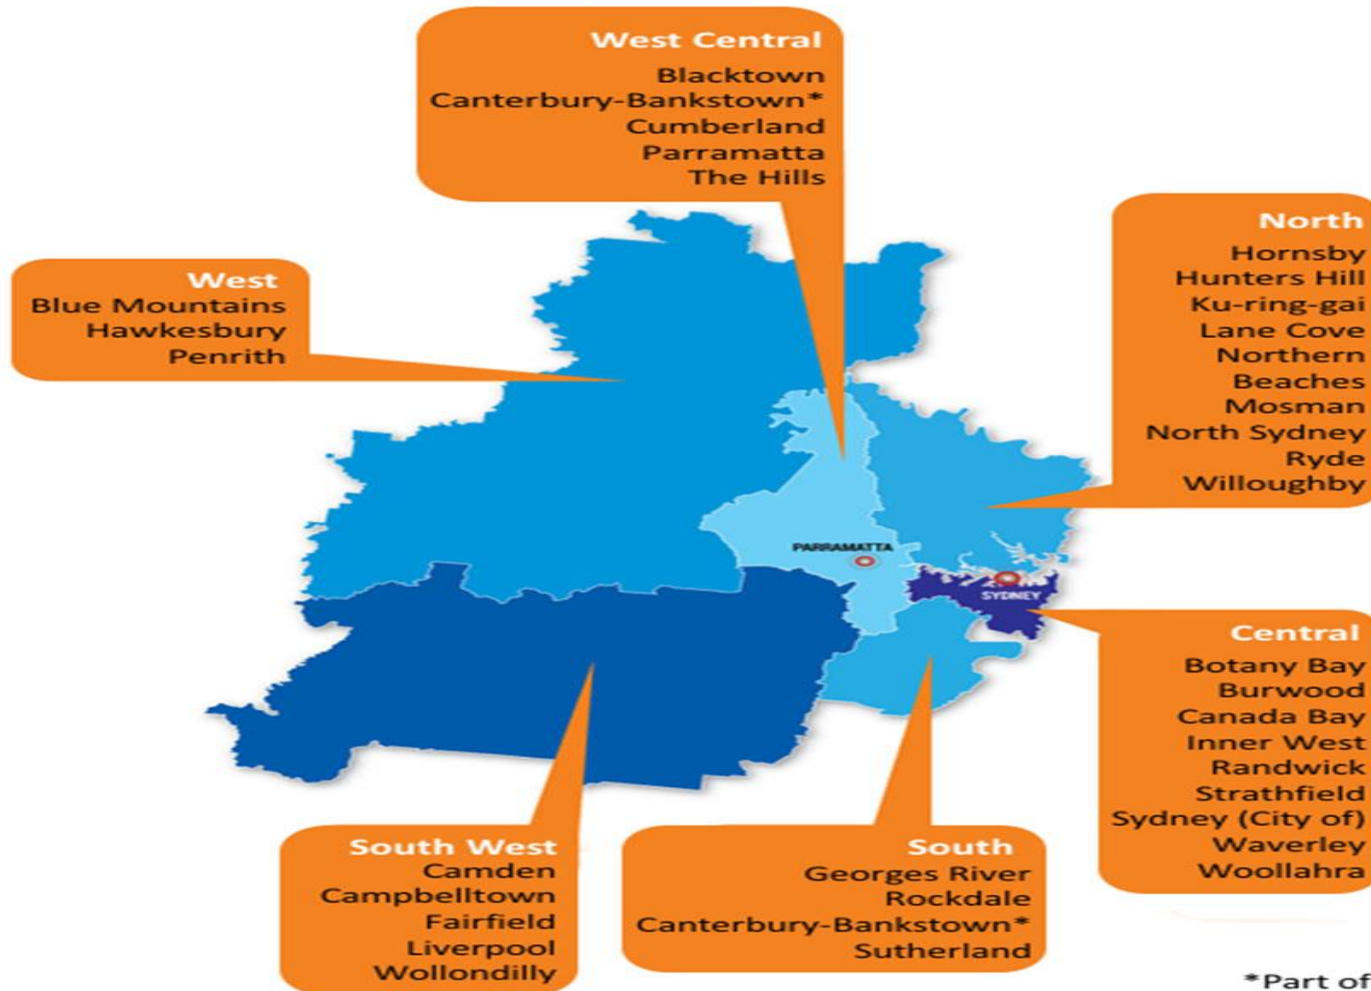 West Central
Blacktown
Canterbury-Bankstown*
Cumberland
Parramatta
The Hills
North
Hornsby
Hunters Hill
Ku-ring-gai
Lane Cove
Northern
Beaches
Mosman
North Sydney
Ryde
Willoughby
West
Blue Mountains
Hawkesbury
Penrith
PARRAMATTA
SYDNEY
Central
Botany Bay
Burwood
Canada Bay
Inner West
Randwick
Strathfield
Sydney (City of)
Waverley
Woollahra
South West
Camden
Campbelltown
Fairfield
Liverpool
Wollondilly
South
Georges River
Rockdale
Canterbury-Bankstown*
Sutherland
*Part of